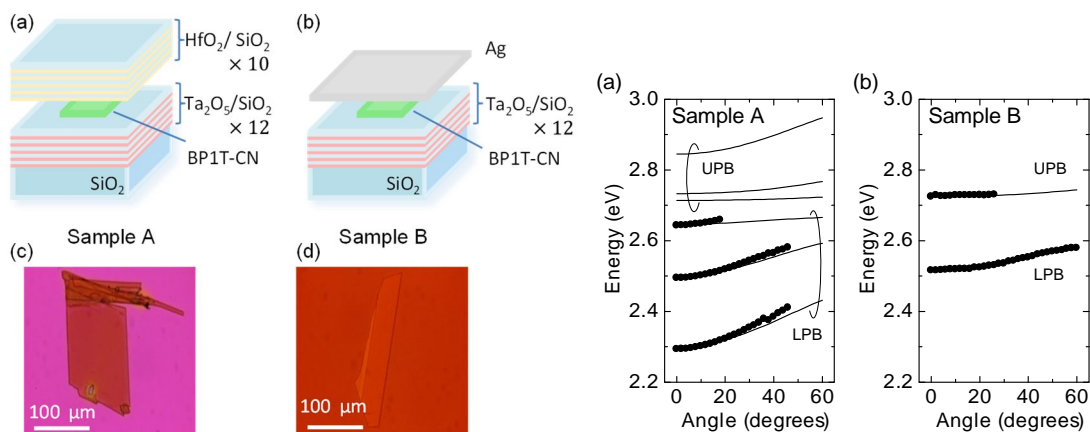 (a)
HfO₂/ SiO₂
× 10
Ta₂O₅/SiO₂
× 12
BP1T-CN
SiO₂
Sample A
(b)
Ag
Ta₂O₅/SiO₂
× 12
BP1T-CN
SiO₂
Sample B
(c)
100 μm
(d)
100 μm
(a)
Sample A
UPB
LPB
3.0
2.8
2.6
2.4
2.2
Energy (eV)
0 20 40 60
Angle (degrees)
(b)
Sample B
UPB
LPB
3.0
2.8
2.6
2.4
2.2
Energy (eV)
0 20 40 60
Angle (degrees)